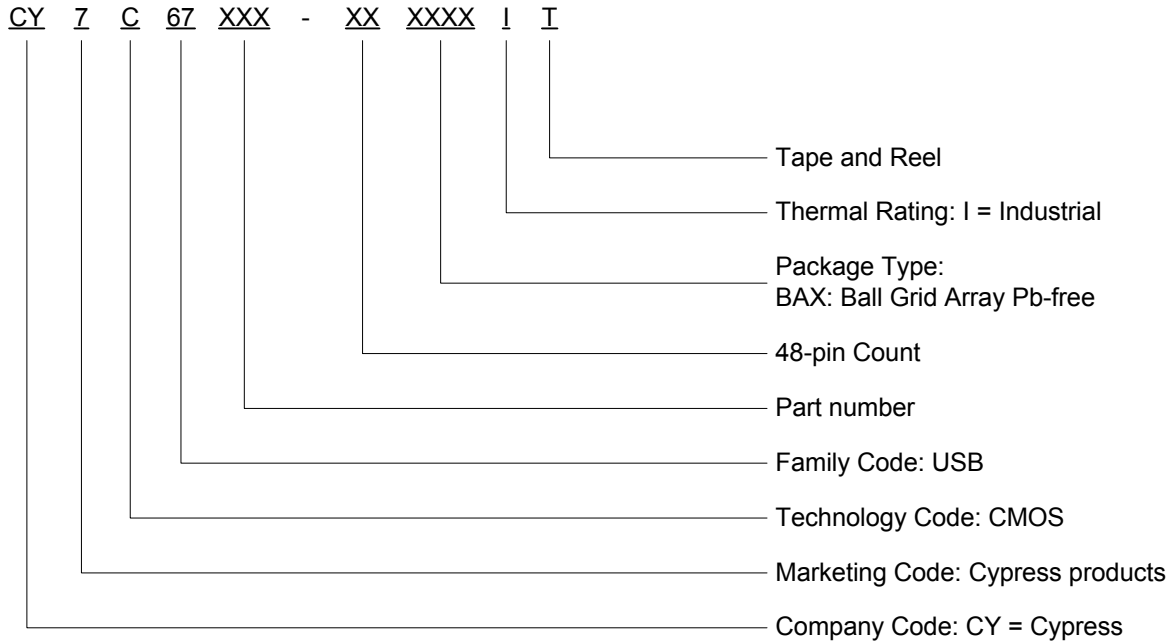 CY 7 C 67 XXX - XX XXXX I T
Tape and Reel
Thermal Rating: I = Industrial
Package Type:
BAX: Ball Grid Array Pb-free
48-pin Count
Part number
Family Code: USB
Technology Code: CMOS
Marketing Code: Cypress products
Company Code: CY = Cypress